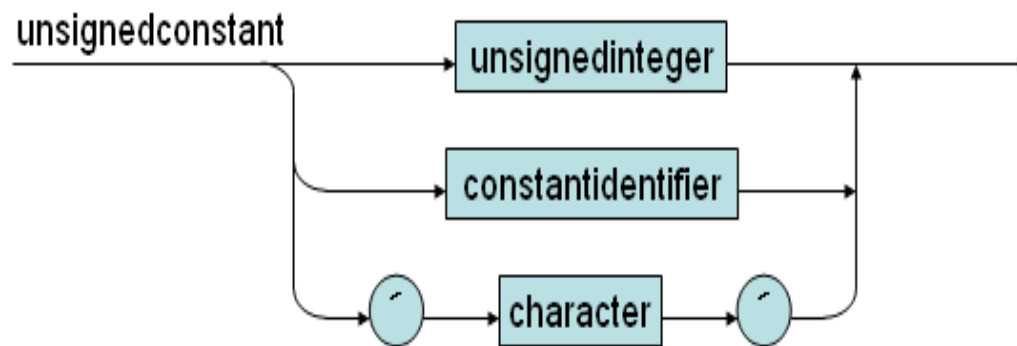 unsignedconstant
unsignedinteger
constantidentifier
´ character ´